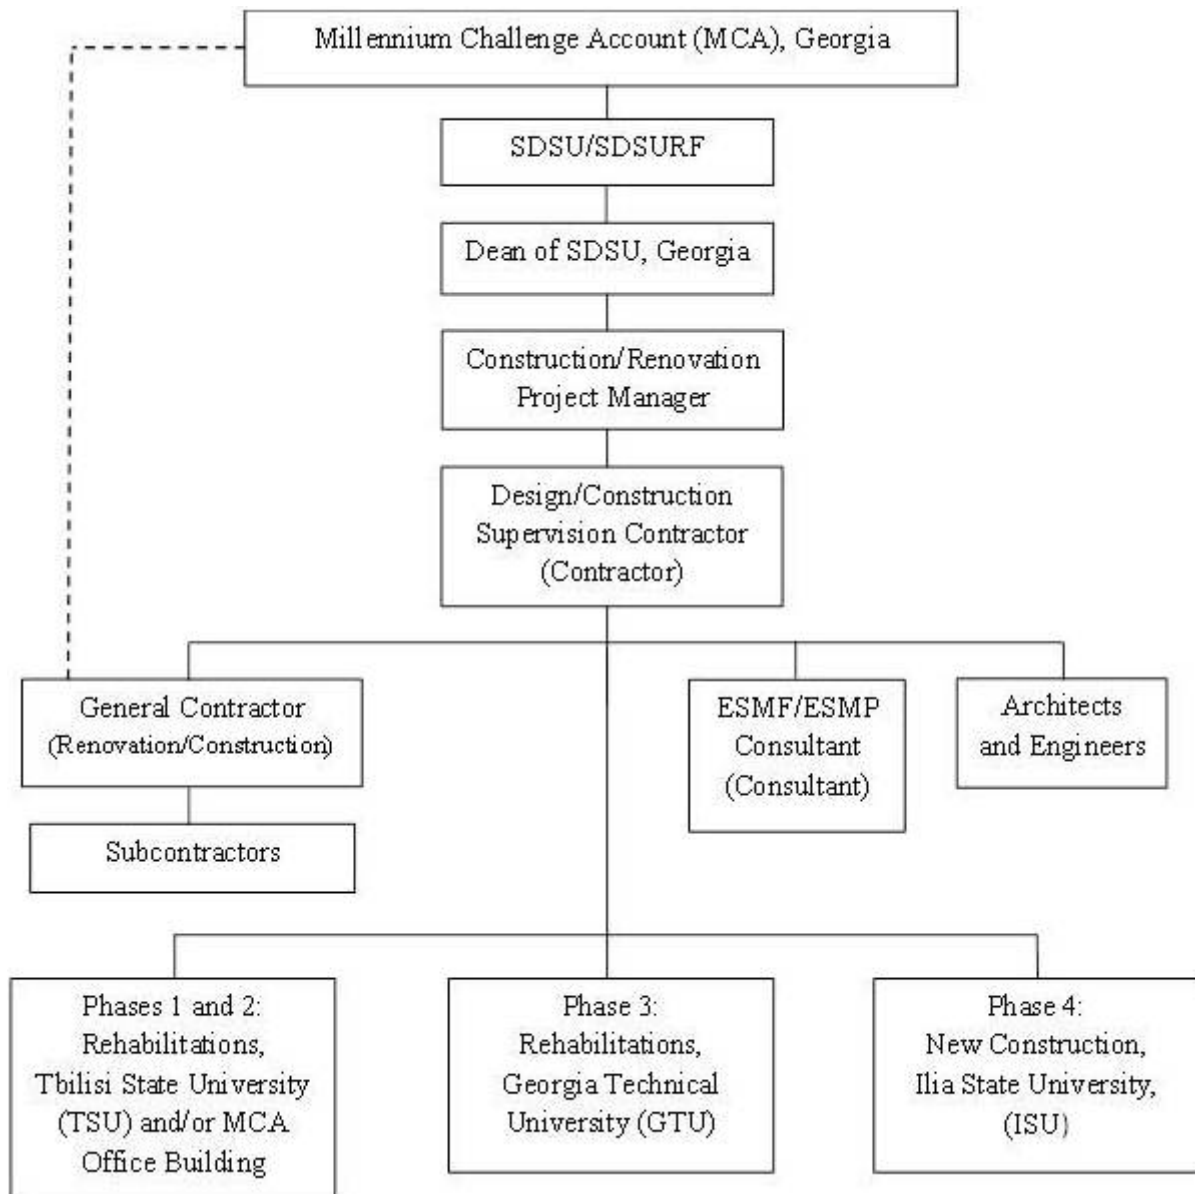 Millennium Challenge Account (MCA), Georgia
SDSU/SDSURF
Dean of SDSU, Georgia
Construction/Renovation
Project Manager
Design/Construction
Supervision Contractor
(Contractor)
General Contractor
(Renovation/Construction)
Subcontractors
ESMF/ESMP
Consultant
(Consultant)
Architects
and Engineers
Phases 1 and 2:
Rehabilitations,
Tbilisi State University
(TSU) and/or MCA
Office Building
Phase 3:
Rehabilitations,
Georgia Technical
University (GTU)
Phase 4:
New Construction,
Ilia State University,
(ISU)